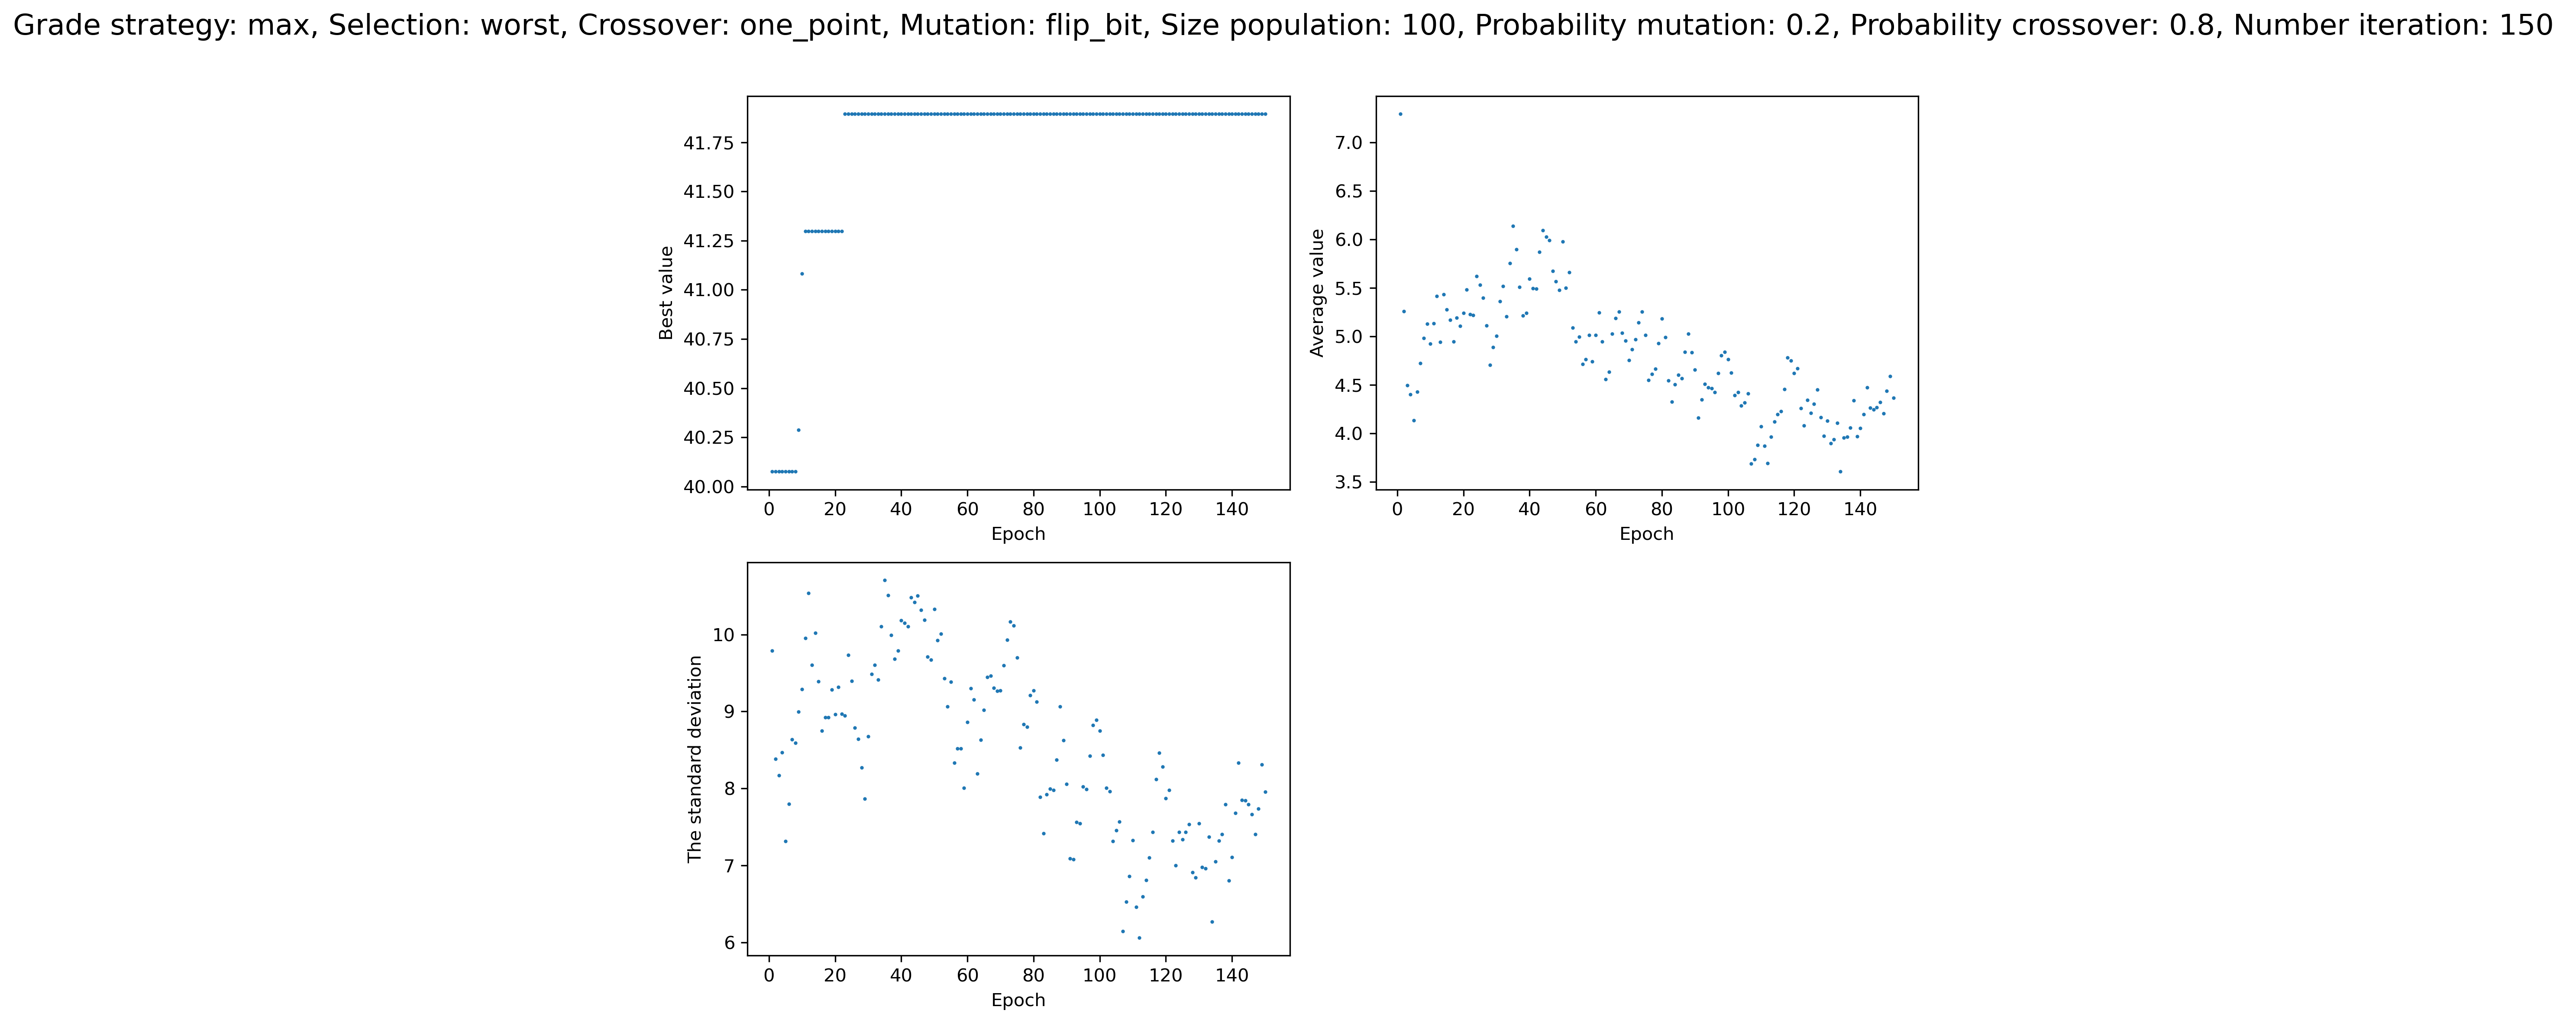 Grade strategy: max, Selection: worst, Crossover: one_point, Mutation: flip_bit, Size population: 100, Probability mutation: 0.2, Probability crossover: 0.8, Number iteration: 150
Best value
41.75
41.50
41.25
41.00
40.75
40.50
40.25
40.00
0 20 40 60 80 100 120 140
Epoch
Average value
7.0
6.5
6.0
5.5
5.0
4.5
4.0
3.5
0 20 40 60 80 100 120 140
Epoch
The standard deviation
10
9
8
7
6
0 20 40 60 80 100 120 140
Epoch